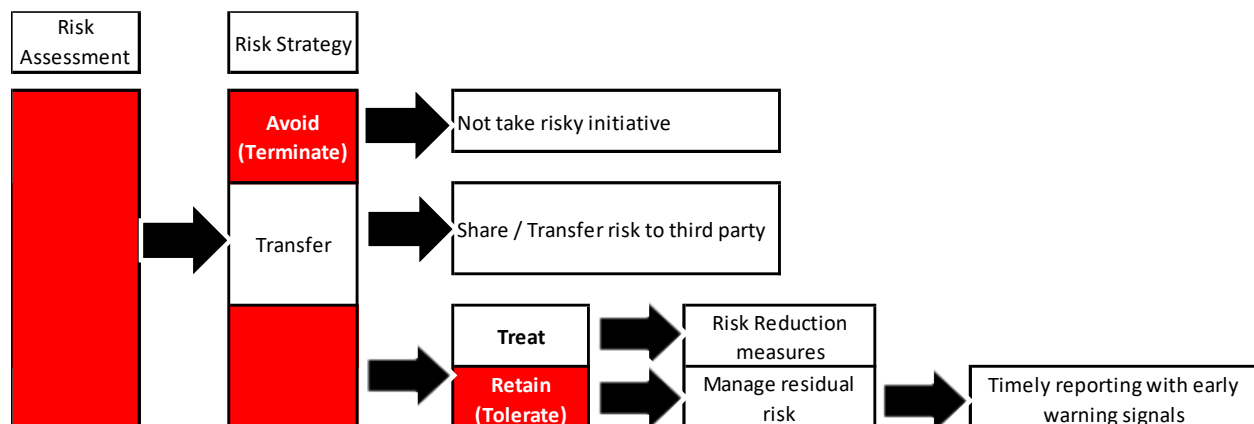 Risk
Assessment
Risk Strategy
Avoid
(Terminate)
Not take risky initiative
Transfer
Share / Transfer risk to third party
Treat
Risk Reduction
measures
Retain
(Tolerate)
Manage residual
risk
Timely reporting with early
warning signals